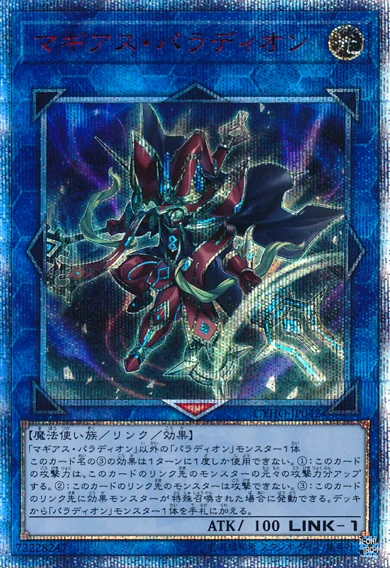 マギアス・パラディオン
光
CYHO-JP042
【魔法使い族/リンク/効果】
「マギアス・パラディオン」以外の「パラディオン」モンスター1体
このカード名の③の効果は1ターンに1度しか使用できない。①:このカード
の攻撃力は、このカードのリンク先のモンスターの元々の攻撃力分アップ
する。②:このカードのリンク先のモンスターは攻撃できない。③:このカード
のリンク先に効果モンスターが特殊召喚された場合に発動できる。デッキ
から「パラディオン」モンスター1体を手札に加える。
ATK/ 100 LINK-1
72228247